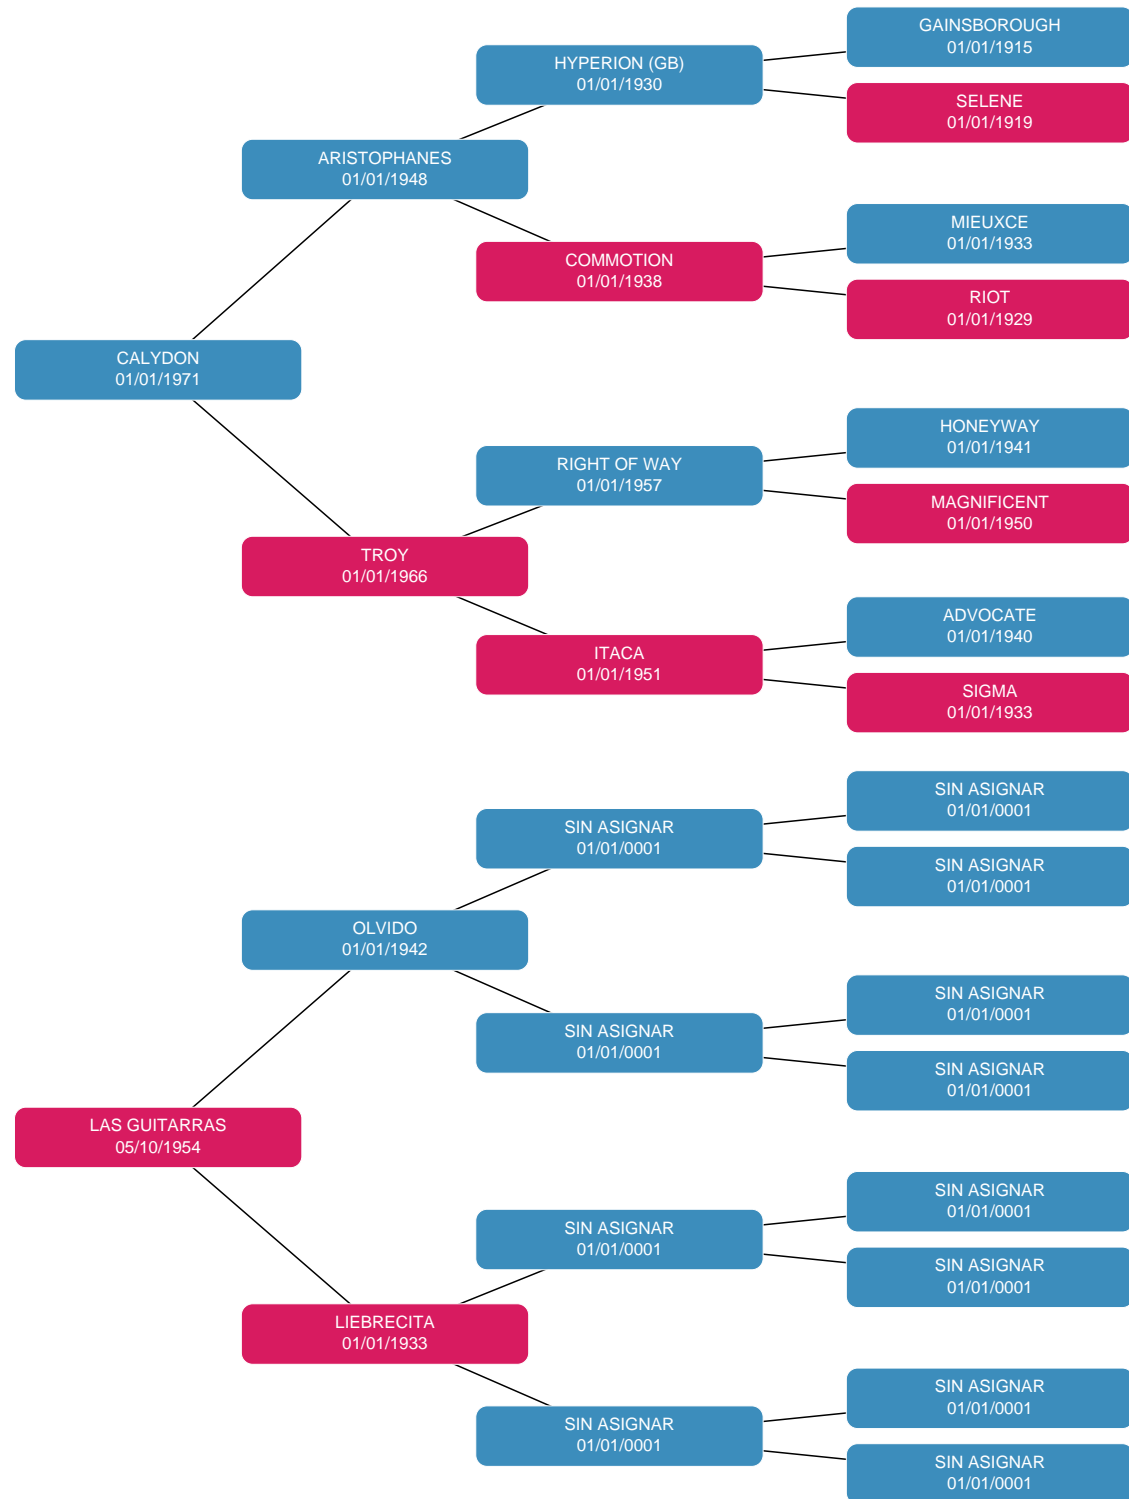 GAINSBOROUGH
01/01/1915
HYPERION (GB)
01/01/1930
SELENE
01/01/1919
ARISTOPHANES
01/01/1948
MIEUXCE
01/01/1933
COMMOTION
01/01/1938
RIOT
01/01/1929
CALYDON
01/01/1971
HONEYWAY
01/01/1941
RIGHT OF WAY
01/01/1957
MAGNIFICENT
01/01/1950
TROY
01/01/1966
ADVOCATE
01/01/1940
ITACA
01/01/1951
SIGMA
01/01/1933
SIN ASIGNAR
01/01/0001
SIN ASIGNAR
01/01/0001
SIN ASIGNAR
01/01/0001
OLVIDO
01/01/1942
SIN ASIGNAR
01/01/0001
SIN ASIGNAR
01/01/0001
SIN ASIGNAR
01/01/0001
LAS GUITARRAS
05/10/1954
SIN ASIGNAR
01/01/0001
SIN ASIGNAR
01/01/0001
SIN ASIGNAR
01/01/0001
LIEBRECITA
01/01/1933
SIN ASIGNAR
01/01/0001
SIN ASIGNAR
01/01/0001
SIN ASIGNAR
01/01/0001